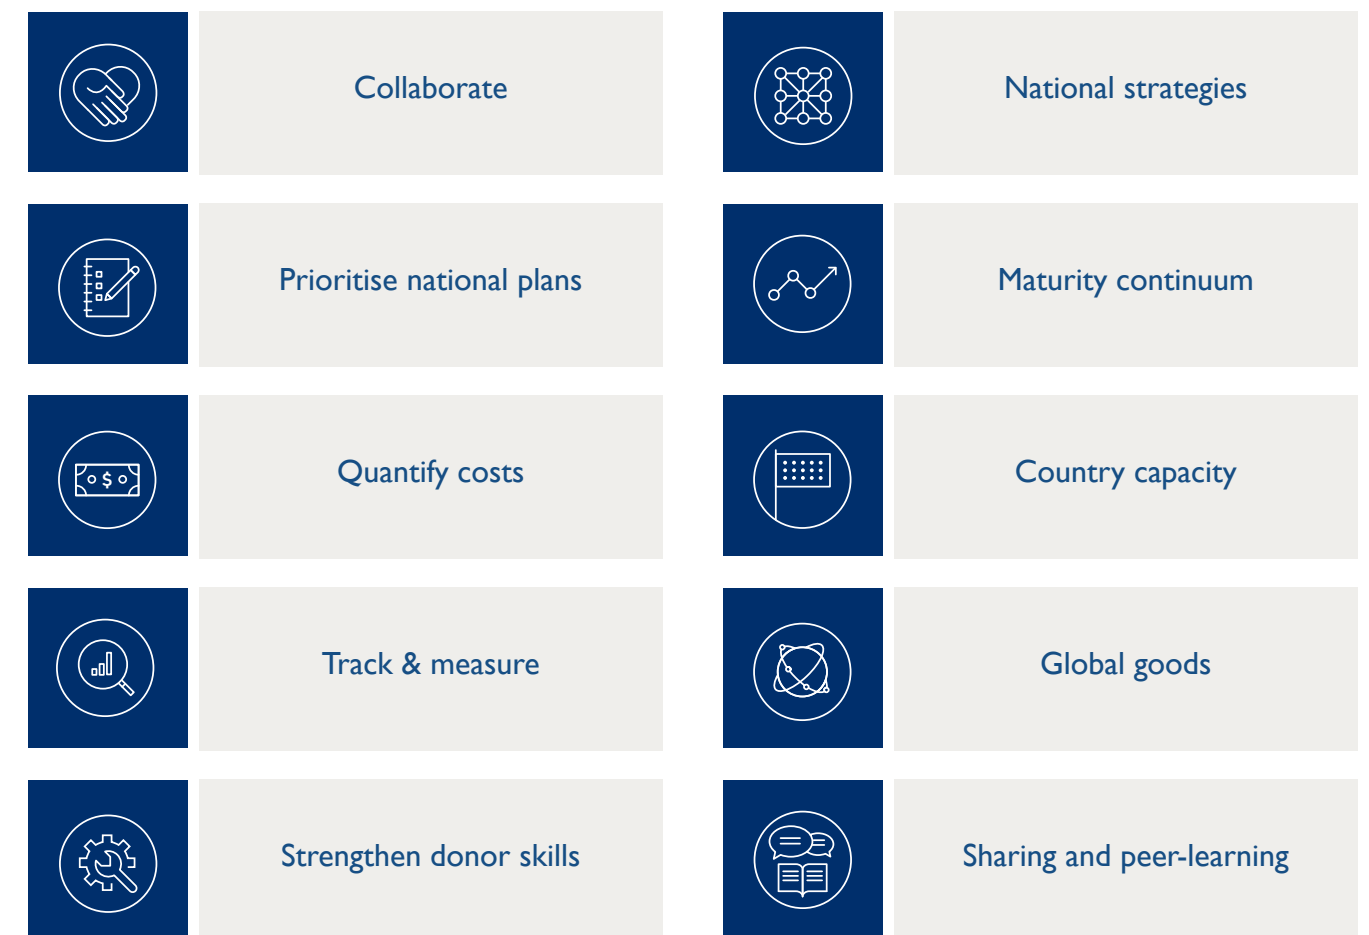 Collaborate
National strategies
Prioritise national plans
Maturity continuum
$
Quantify costs
Country capacity
Track & measure
Global goods
Strengthen donor skills
Sharing and peer-learning